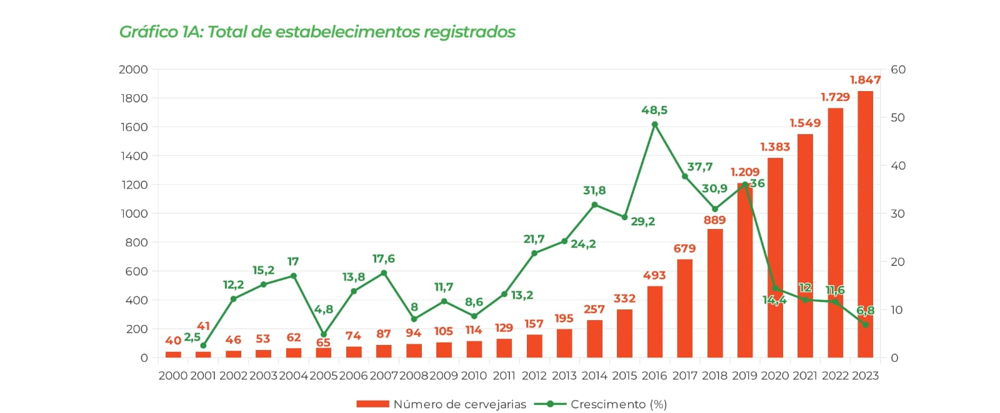 Gráfico 1A: Total de estabelecimentos registrados
2000 60
1.847
1800 1.729
48,5 50
1600 1.549
1400 1.383
37,7 40
1200 31,8 30,9 1.209 36
1000 29,2 889 30
800 21,7 24,2 679
600 17 17,6 20
15,2 13,8 493
12,2 11,7 13,2 12 11,6
400 4,8 8 8,6 332 14,4 10
257 6,8
200 40 2,5 41 46 53 62 65 74 87 94 105 114 129 157 195
0 0
2000 2001 2002 2003 2004 2005 2006 2007 2008 2009 2010 2011 2012 2013 2014 2015 2016 2017 2018 2019 2020 2021 2022 2023
Número de cervejarias Crescimento (%)